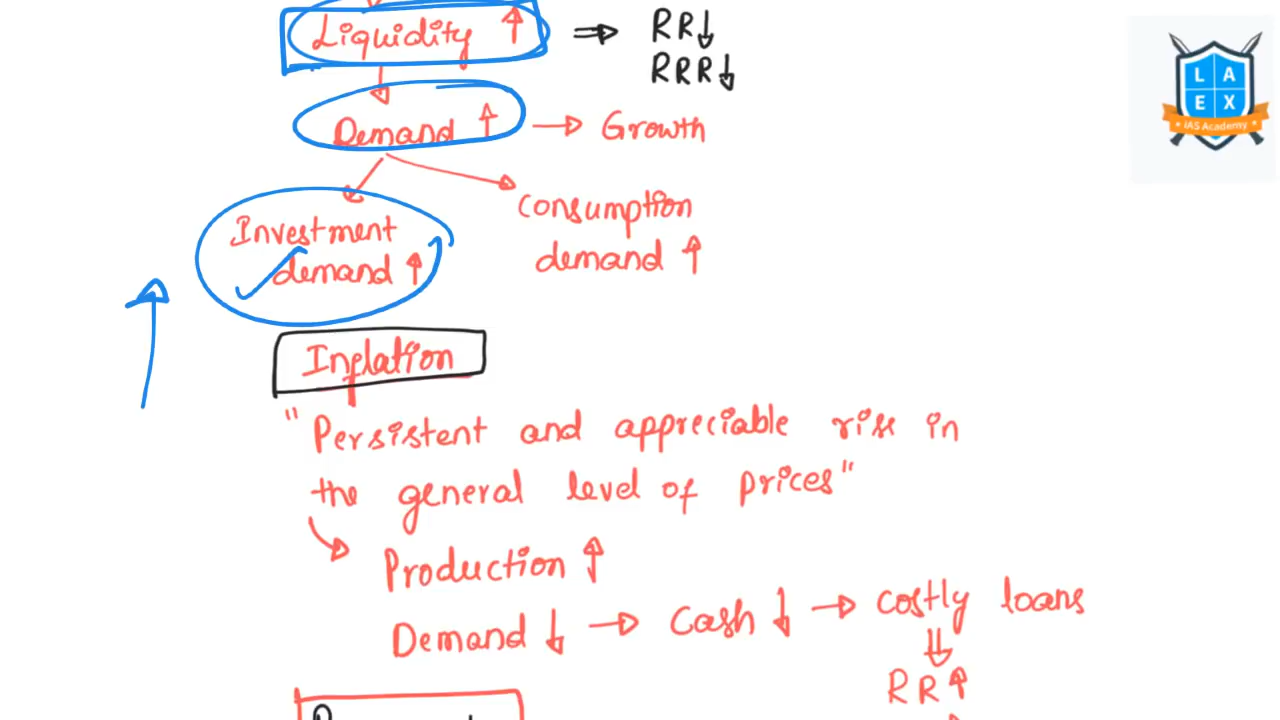 Liquidity ↑ ⇒ RR↓
RRR↓
Demand ↑ → Growth
Investment demand ↑
Consumption demand ↑
Inflation
"Persistent and appreciable rise in
the general level of prices"
Production ↑
Demand ↓ → Cash ↓ → Costly loans
RR↑
L A
E X
IAS Academy